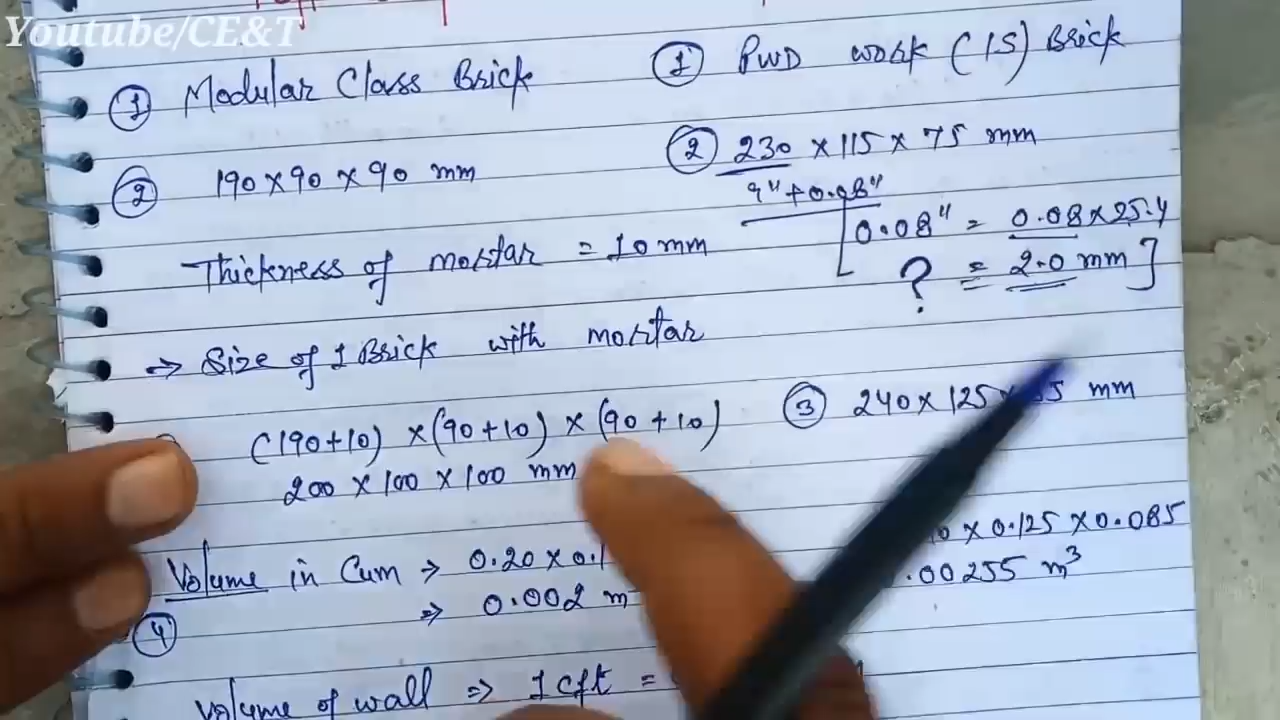 Youtube/CE&T
① Modular Class Brick
② 190 x 90 x 90 mm
Thickness of mortar = 10 mm
⇒ Size of 1 Brick with mortar
(190+10) x (90+10) x (90+10)
200 x 100 x 100 mm
Volume in Cum → 0.20 x 0.1
⇒ 0.002 m
④
Volume of wall ⇒ 1 cft =
① PWD work (IS) Brick
② 230 x 115 x 75 mm
9" + 0.08"
[0.08" = 0.08 x 25.4
? = 2.0 mm]
③ 240 x 125 mm
x 0.125 x 0.085
.00255 m³